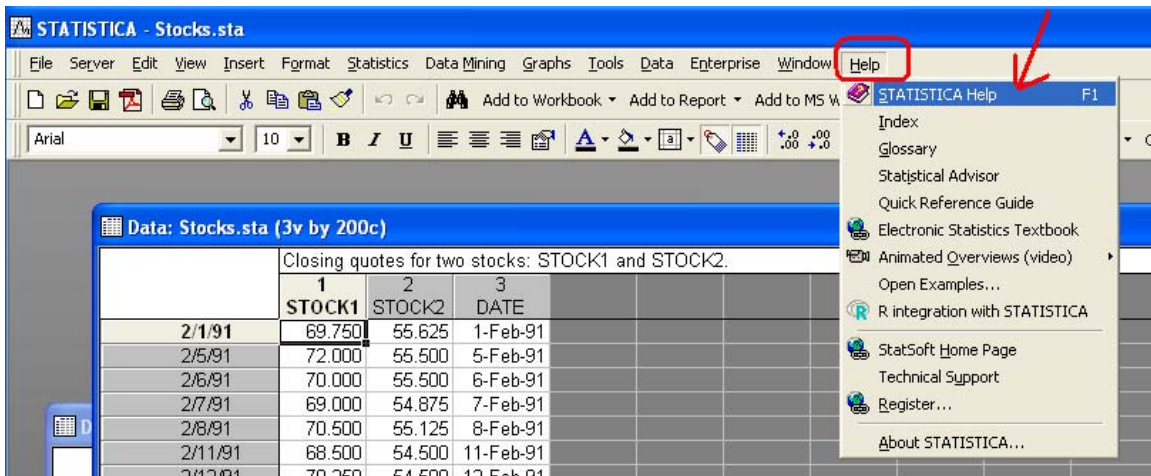 STATISTICA - Stocks.sta
File Server Edit View Insert Format Statistics Data Mining Graphs Tools Data Enterprise Window Help
Add to Workbook Add to Report Add to MS W
Arial 10 B I U A a .0 .00 .00 .0
STATISTICA Help F1
Index
Glossary
Statistical Advisor
Quick Reference Guide
Electronic Statistics Textbook
Animated Overviews (video)
Open Examples...
R integration with STATISTICA
StatSoft Home Page
Technical Support
Register...
About STATISTICA...
Data: Stocks.sta (3v by 200c)
Closing quotes for two stocks: STOCK1 and STOCK2.
1 2 3
STOCK1 STOCK2 DATE
2/1/91 69.750 55.625 1-Feb-91
2/5/91 72.000 55.500 5-Feb-91
2/6/91 70.000 55.500 6-Feb-91
2/7/91 69.000 54.875 7-Feb-91
2/8/91 70.500 55.125 8-Feb-91
2/11/91 68.500 54.500 11-Feb-91